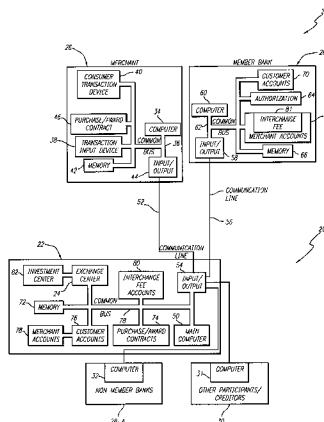 MERCHANT
26
CONSUMER
TRANSACTION
DEVICE
40
34
46
PURCHASE/AWARD
CONTRACT
COMPUTER
38
TRANSACTION
INPUT DEVICE
COMMON
BUS
36
42
MEMORY
INPUT/
OUTPUT
44
MEMBER BANK
28
CUSTOMER
ACCOUNTS
70
60
COMPUTER
AUTHORIZATION
64
81
62
COMMON
INTERCHANGE
FEE
BUS
MERCHANT ACCOUNTS
INPUT/
OUTPUT
58
MEMORY
66
52
COMMUNICATION
LINE
56
20
22
COMMUNICATION
LINE
82
INVESTMENT
CENTER
EXCHANGE
CENTER
80
INTERCHANGE
FEE ACCOUNTS
54
INPUT/
OUTPUT
24
72
MEMORY
COMMON
76
BUS
78
74
50
78
MERCHANT
ACCOUNTS
CUSTOMER
ACCOUNTS
PURCHASE/AWARD
CONTRACTS
MAIN
COMPUTER
COMPUTER
32
NON MEMBER BANKS
COMPUTER
31
OTHER PARTICIPANTS/
CREDITORS
30